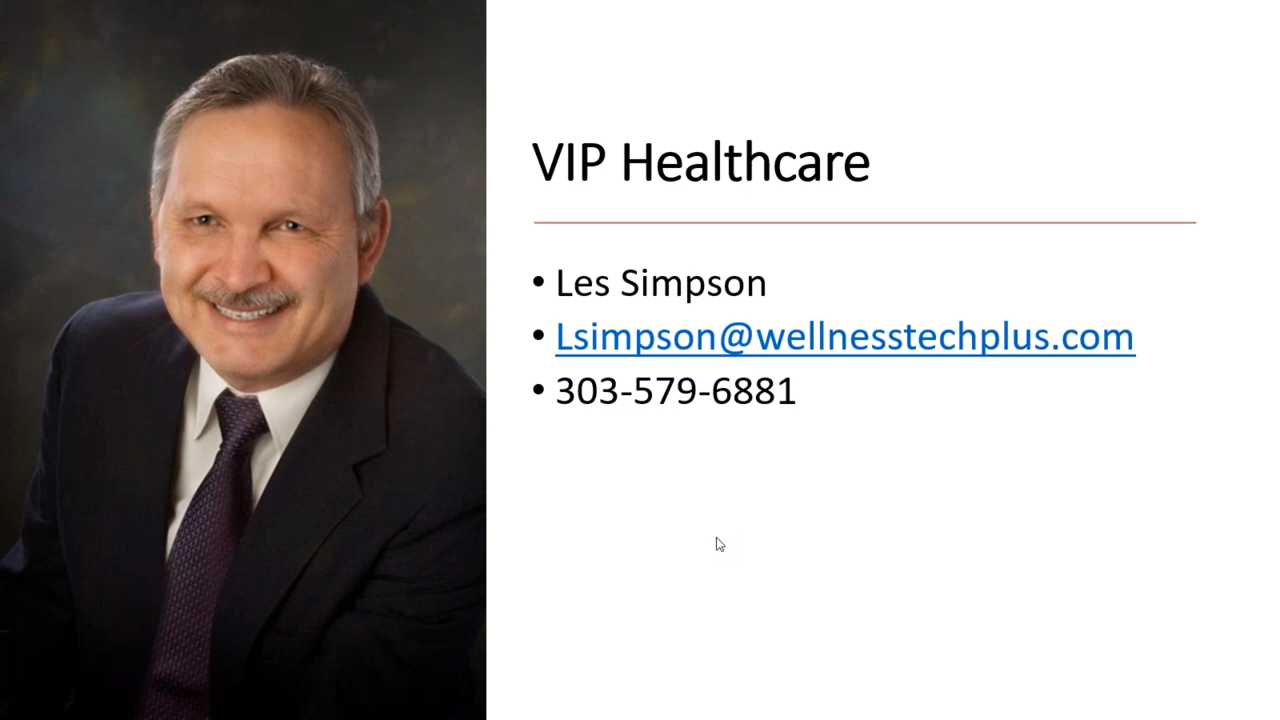 VIP Healthcare
• Les Simpson
• Lsimpson@wellnesstechplus.com
• 303-579-6881